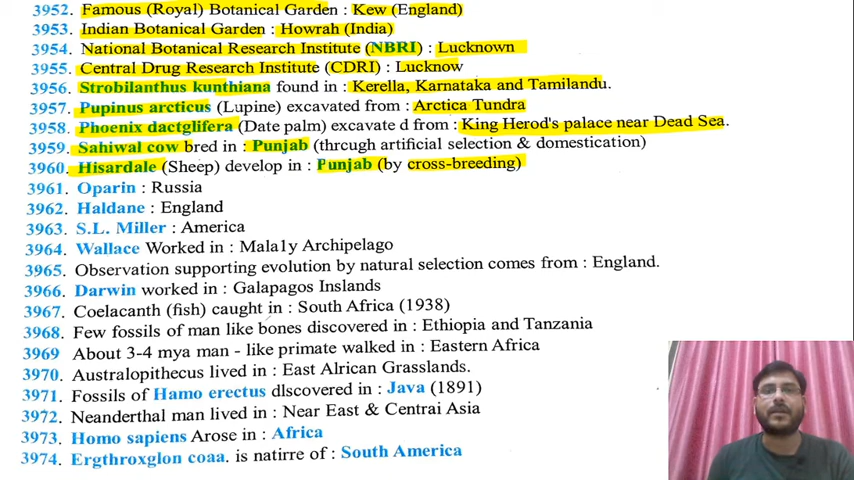 3952. Famous (Royal) Botanical Garden : Kew (England)
3953. Indian Botanical Garden : Howrah (India)
3954. National Botanical Research Institute (NBRI) : Lucknown
3955. Central Drug Research Institute (CDRI) : Lucknow
3956. Strobilanthus kunthiana found in : Kerella, Karnataka and Tamilandu.
3957. Pupinus arcticus (Lupine) excavated from : Arctica Tundra
3958. Phoenix dactglifera (Date palm) excavate d from : King Herod's palace near Dead Sea.
3959. Sahiwal cow bred in : Punjab (thrcugh artificial selection & domestication)
3960. Hisardale (Sheep) develop in : Punjab (by cross-breeding)
3961. Oparin : Russia
3962. Haldane : England
3963. S.L. Miller : America
3964. Wallace Worked in : Mala1y Archipelago
3965. Observation supporting evolution by natural selection comes from : England.
3966. Darwin worked in : Galapagos Inslands
3967. Coelacanth (fish) caught in : South Africa (1938)
3968. Few fossils of man like bones discovered in : Ethiopia and Tanzania
3969 About 3-4 mya man - like primate walked in : Eastern Africa
3970. Australopithecus lived in : East Alrican Grasslands.
3971. Fossils of Hamo erectus dlscovered in : Java (1891)
3972. Neanderthal man lived in : Near East & Centrai Asia
3973. Homo sapiens Arose in : Africa
3974. Ergthroxglon coaa. is natirre of : South America